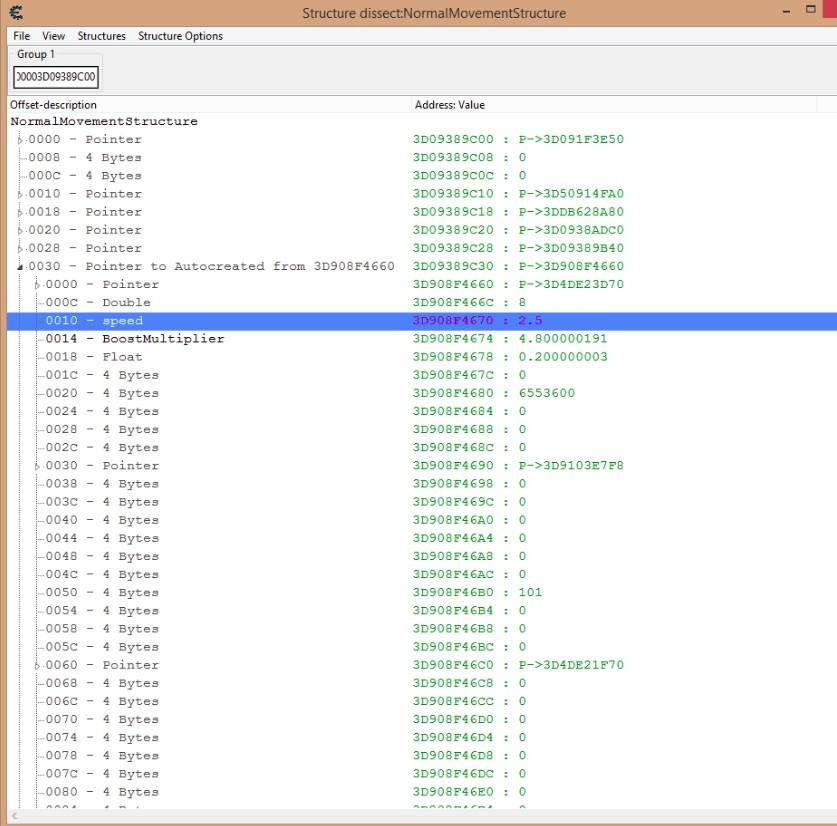 Structure dissect:NormalMovementStructure
File View Structures Structure Options
Group 1
00003D09389C00
Offset-description Address: Value
NormalMovementStructure
0000 - Pointer 3D09389C00 : P->3D091F3E50
0008 - 4 Bytes 3D09389C08 : 0
000C - 4 Bytes 3D09389C0C : 0
0010 - Pointer 3D09389C10 : P->3D50914FA0
0018 - Pointer 3D09389C18 : P->3DDB628A80
0020 - Pointer 3D09389C20 : P->3D0938ADC0
0028 - Pointer 3D09389C28 : P->3D09389B40
0030 - Pointer to Autocreated from 3D908F4660 3D09389C30 : P->3D908F4660
0000 - Pointer 3D908F4660 : P->3D4DE23D70
000C - Double 3D908F466C : 8
0010 - speed 3D908F4670 : 2.5
0014 - BoostMultiplier 3D908F4674 : 4.800000191
0018 - Float 3D908F4678 : 0.200000003
001C - 4 Bytes 3D908F467C : 0
0020 - 4 Bytes 3D908F4680 : 6553600
0024 - 4 Bytes 3D908F4684 : 0
0028 - 4 Bytes 3D908F4688 : 0
002C - 4 Bytes 3D908F468C : 0
0030 - Pointer 3D908F4690 : P->3D9103E7F8
0038 - 4 Bytes 3D908F4698 : 0
003C - 4 Bytes 3D908F469C : 0
0040 - 4 Bytes 3D908F46A0 : 0
0044 - 4 Bytes 3D908F46A4 : 0
0048 - 4 Bytes 3D908F46A8 : 0
004C - 4 Bytes 3D908F46AC : 0
0050 - 4 Bytes 3D908F46B0 : 101
0054 - 4 Bytes 3D908F46B4 : 0
0058 - 4 Bytes 3D908F46B8 : 0
005C - 4 Bytes 3D908F46BC : 0
0060 - Pointer 3D908F46C0 : P->3D4DE21F70
0068 - 4 Bytes 3D908F46C8 : 0
006C - 4 Bytes 3D908F46CC : 0
0070 - 4 Bytes 3D908F46D0 : 0
0074 - 4 Bytes 3D908F46D4 : 0
0078 - 4 Bytes 3D908F46D8 : 0
007C - 4 Bytes 3D908F46DC : 0
0080 - 4 Bytes 3D908F46E0 : 0